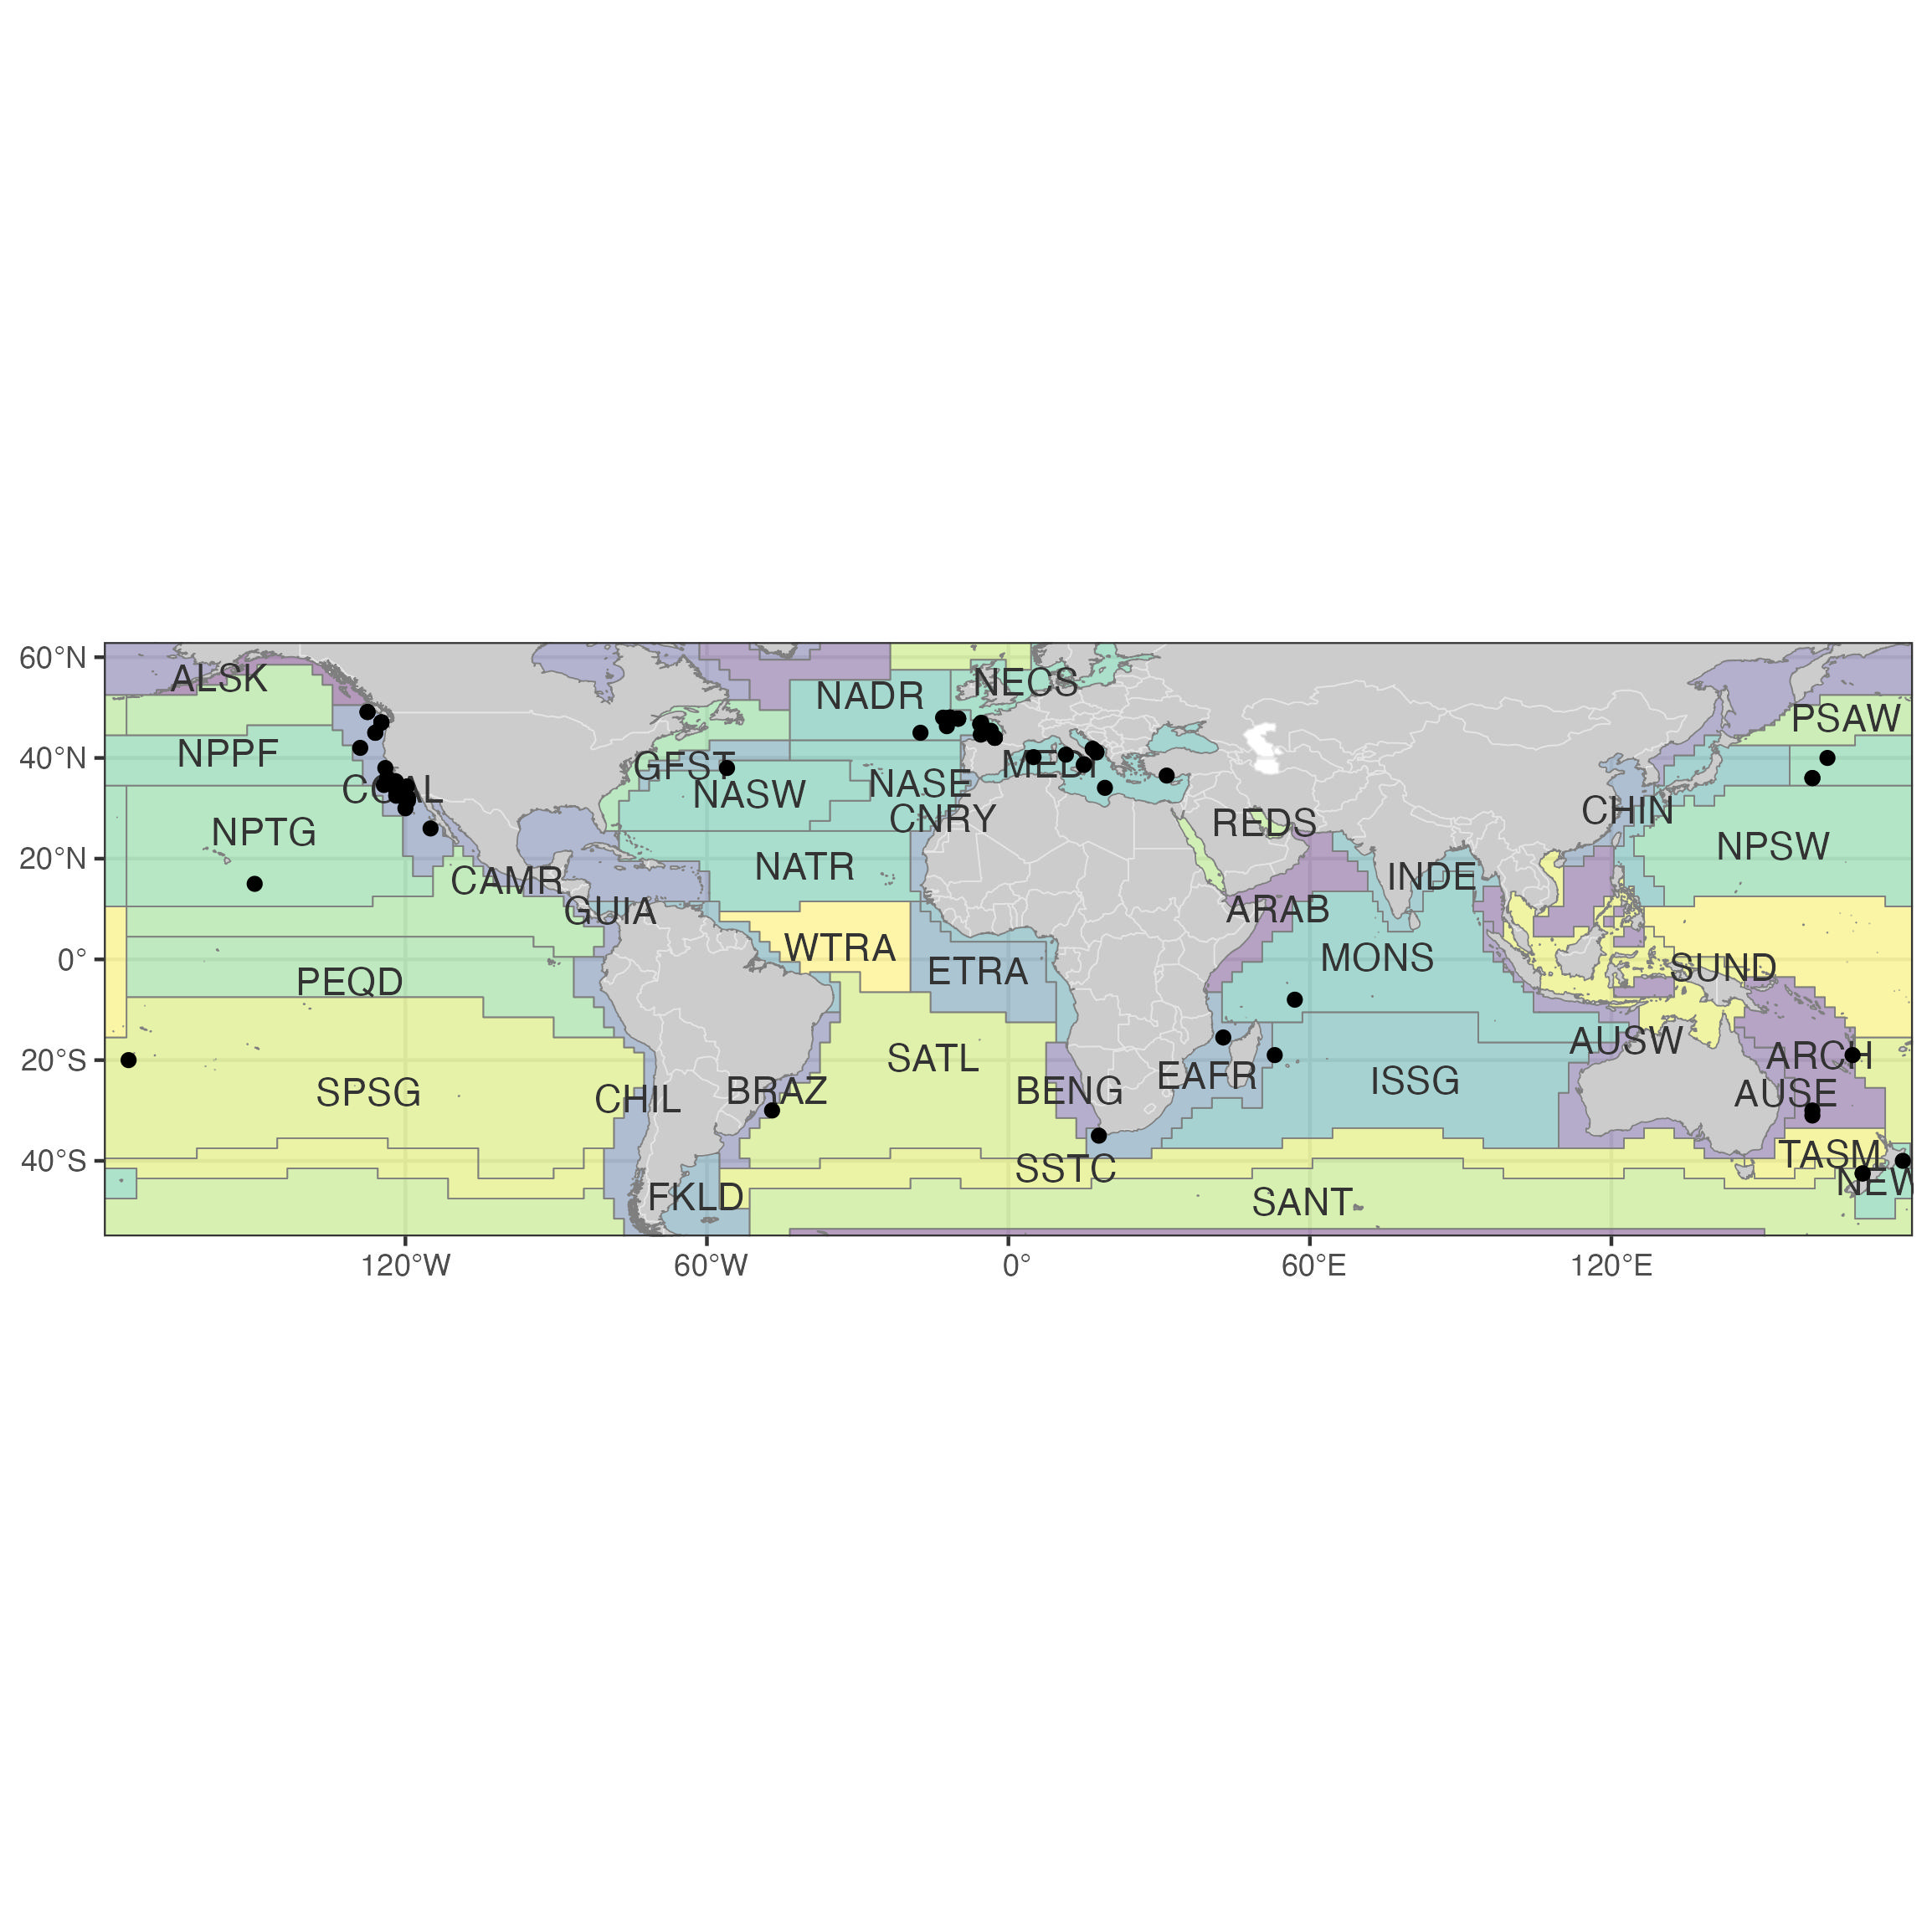 60°N
40°N
20°N
0°
20°S
40°S
ALSK
NADR
NECS
PSAW
NPPF
GFST
MEDI
NASE
NASW
CCAL
CNRY
CHIN
REDS
NPTG
NPSW
NATR
INDE
CAMR
GUIA
ARAB
WTRA
MONS
ETRA
SUND
PEQD
AUSW
SATL
ARCH
EAFR
ISSG
SPSG
CHIL
BRAZ
BENG
AUSE
TASM
SSTC
NEW
FKLD
SANT
120°W
60°W
0°
60°E
120°E